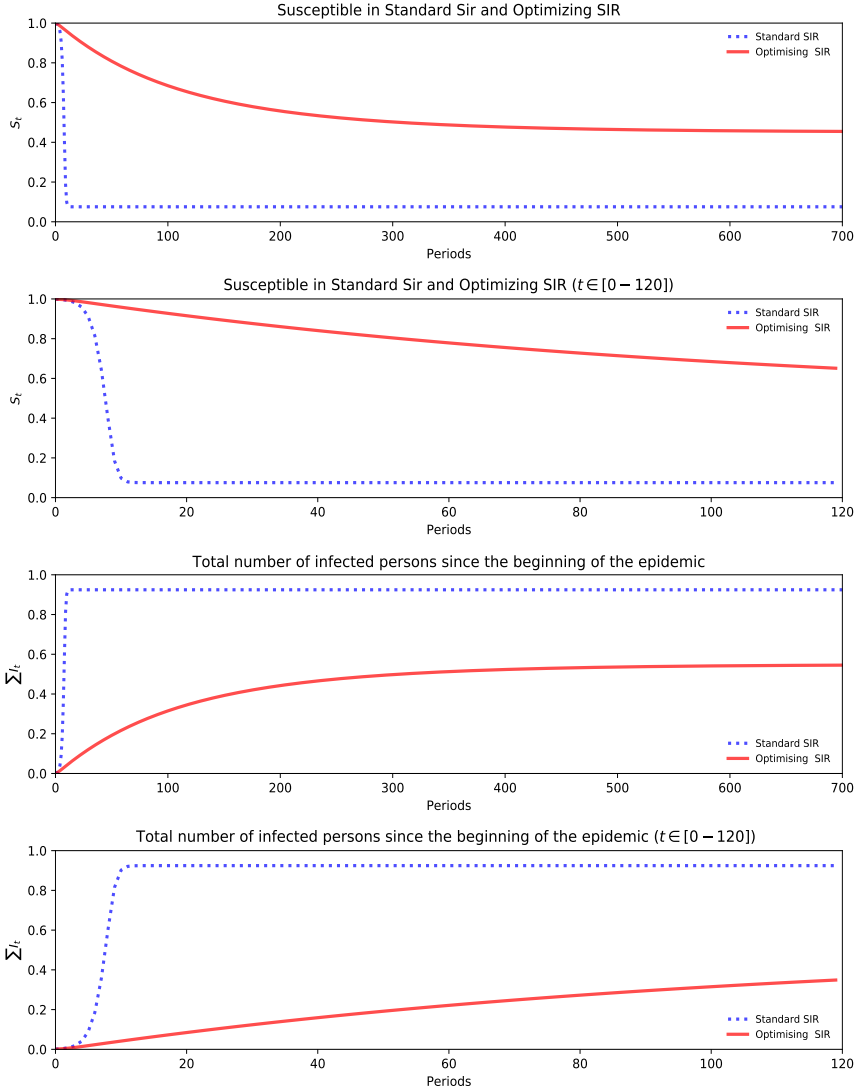 Susceptible in Standard Sir and Optimizing SIR
1.0
0.8
0.6
0.4
0.2
0.0
S_t
Standard SIR
Optimising SIR
0 100 200 300 400 500 600 700
Periods
Susceptible in Standard Sir and Optimizing SIR (t ∈ [0 − 120])
1.0
0.8
0.6
0.4
0.2
0.0
S_t
Standard SIR
Optimising SIR
0 20 40 60 80 100 120
Periods
Total number of infected persons since the beginning of the epidemic
1.0
0.8
0.6
0.4
0.2
0.0
∑I_t
Standard SIR
Optimising SIR
0 100 200 300 400 500 600 700
Periods
Total number of infected persons since the beginning of the epidemic (t ∈ [0 − 120])
1.0
0.8
0.6
0.4
0.2
0.0
∑I_t
Standard SIR
Optimising SIR
0 20 40 60 80 100 120
Periods